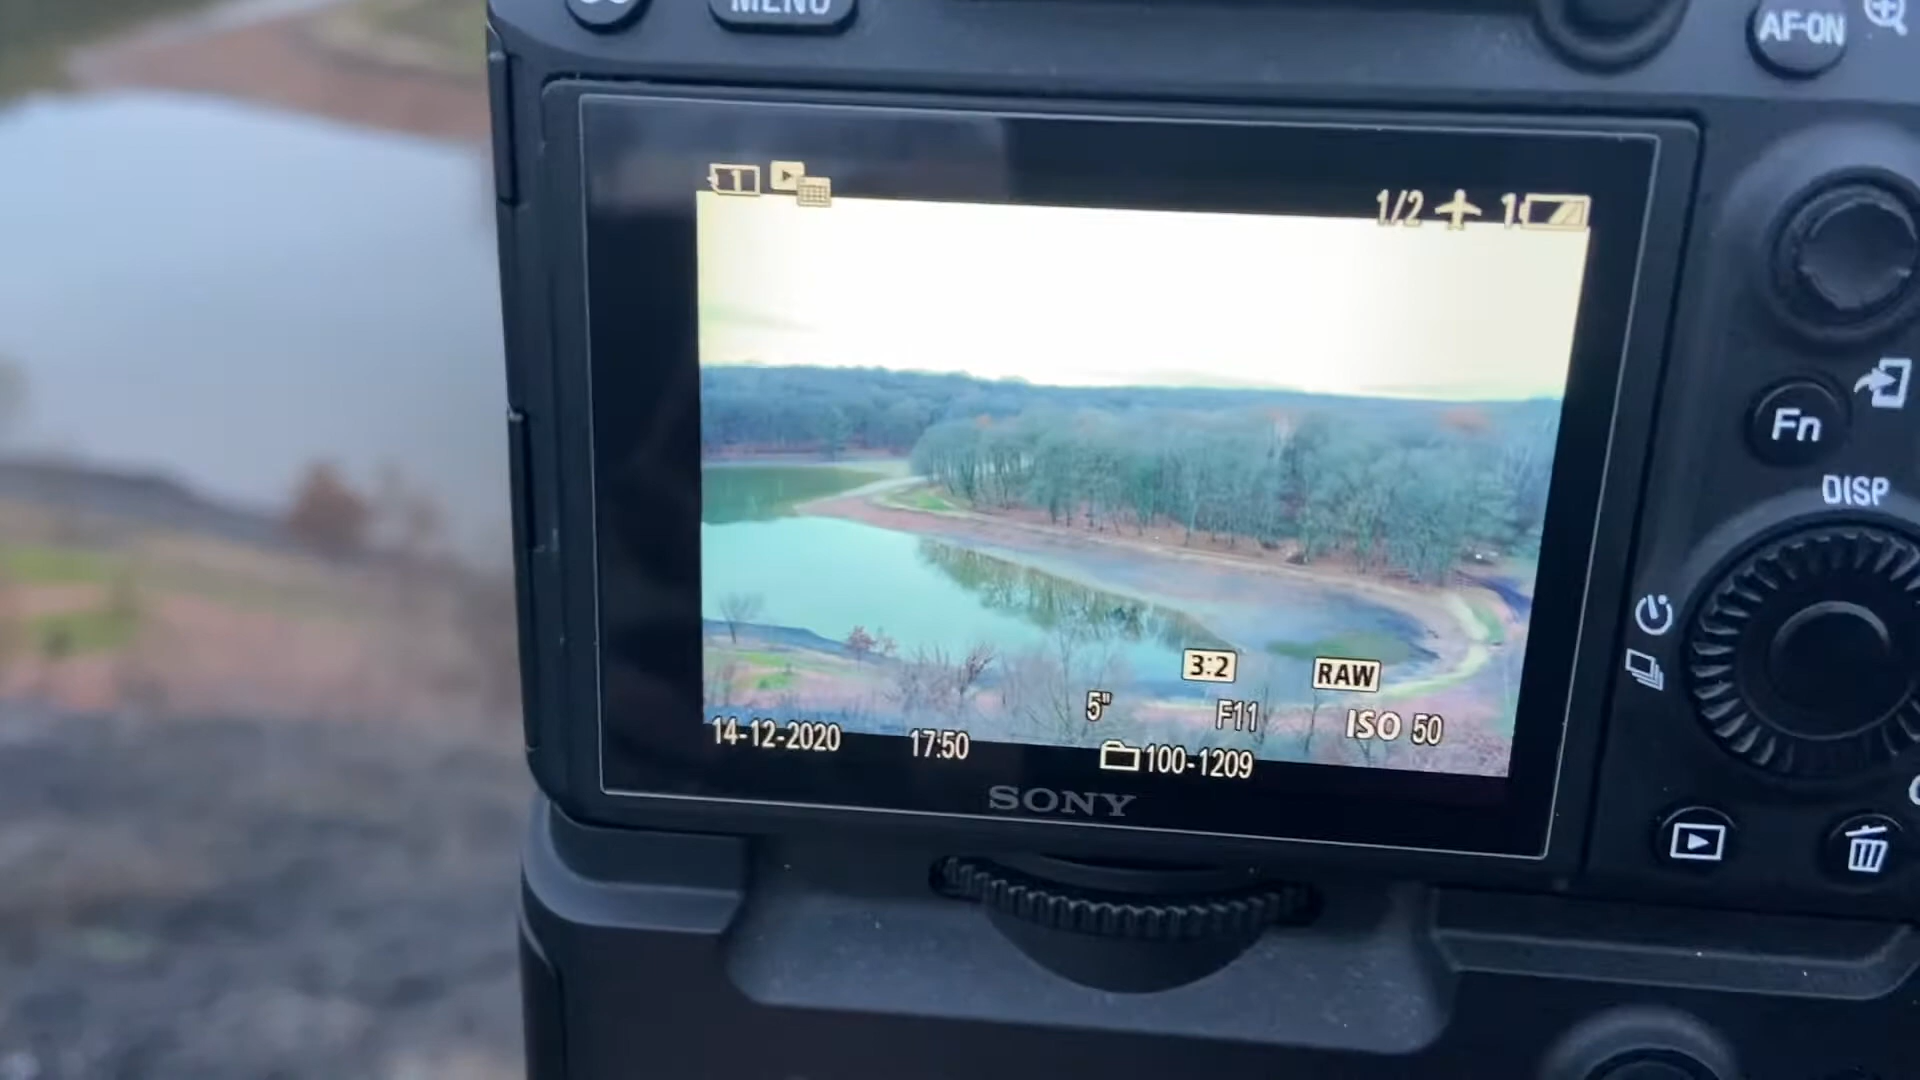 MENU
AF-ON
1
1/2
Fn
DISP
3:2
RAW
5"
F11
ISO 50
14-12-2020
17:50
100-1209
SONY